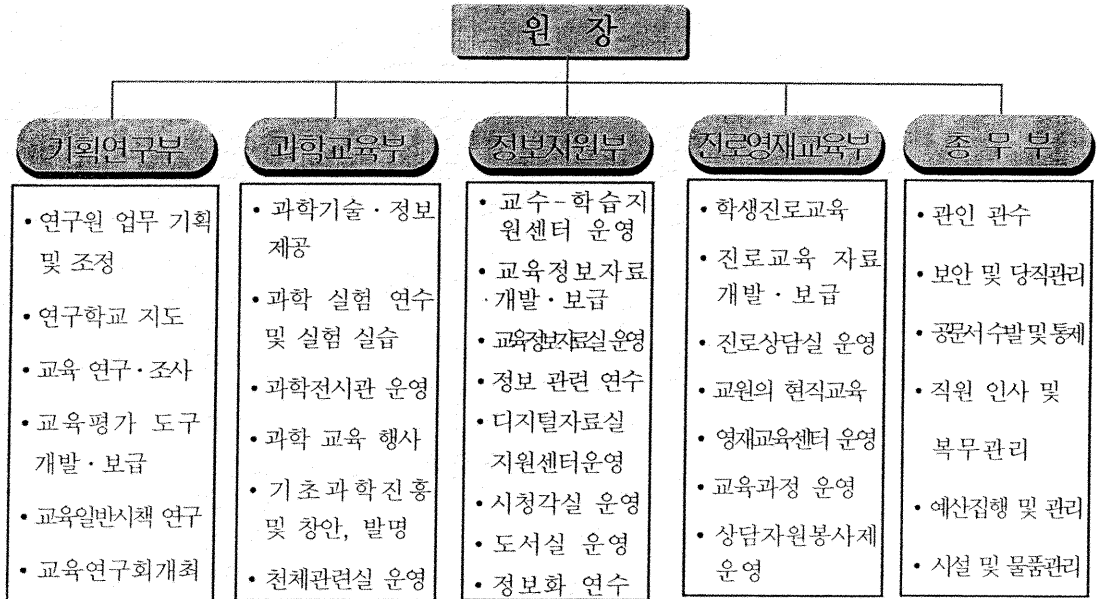 원 장
기획연구부
• 연구원 업무 기획
및 조정
• 연구학교 지도
• 교육 연구·조사
• 교육평가 도구
개발·보급
• 교육일반시책 연구
• 교육연구회개최
과학교육부
• 과학기술·정보
제공
• 과학 실험 연수
및 실험 실습
• 과학전시관 운영
• 과학 교육 행사
• 기초과학진흥
및 창안, 발명
• 천체관련실 운영
정보지원부
• 교수-학습지
원센터 운영
• 교육정보자료
개발·보급
• 교육정보자료실 운영
• 정보 관련 연수
• 디지털자료실
지원센터운영
• 시청각실 운영
• 도서실 운영
• 정보화 연수
진로영재교육부
• 학생진로교육
• 진로교육 자료
개발·보급
• 진로상담실 운영
• 교원의 현직교육
• 영재교육센터 운영
• 교육과정 운영
• 상담자원봉사제
운영
총 무 부
• 관인 관수
• 보안 및 당직관리
• 공문서 수발 및 통제
• 직원 인사 및
복무관리
• 예산집행 및 관리
• 시설 및 물품관리